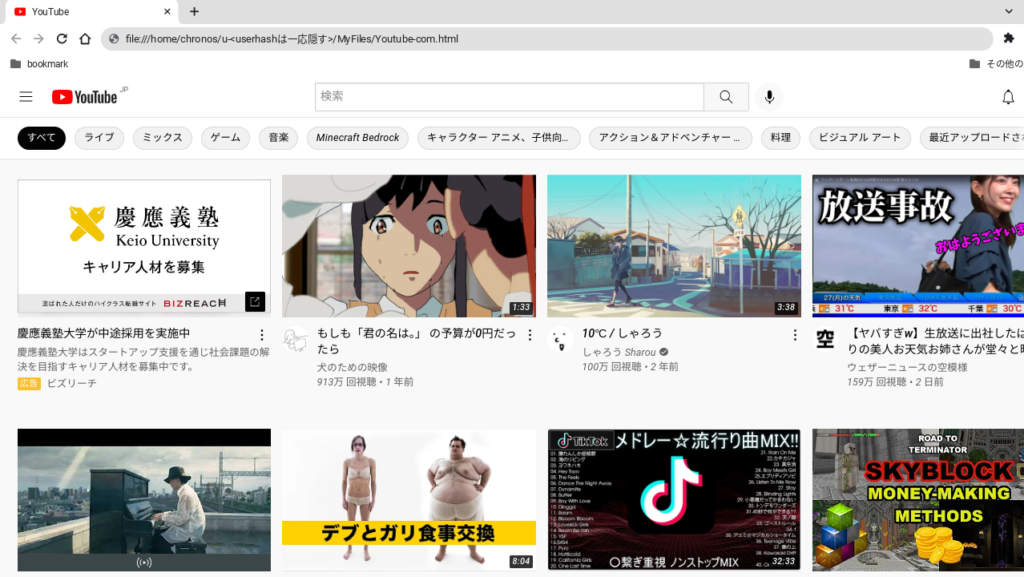 YouTube
file:///home/chronos/u-<userhashは一応隠す>/MyFiles/Youtube-com.html
bookmark
その他の
YouTube JP
検索
すべて
ライブ
ミックス
ゲーム
音楽
Minecraft Bedrock
キャラクター アニメ、子供向...
アクション＆アドベンチャー ...
料理
ビジュアル アート
最近アップロードされ
慶應義塾
Keio University
キャリア人材を募集
選ばれた人だけのハイクラス転職サイト BIZREACH
1:33
3:38
放送事故
おはようございま
27(月)の天気
31℃ 東京 32℃ 千葉 30℃
慶應義塾大学が中途採用を実施中
慶應義塾大学はスタートアップ支援を通じ社会課題の解
決を目指すキャリア人材を募集中です。
広告 ビズリーチ
もしも「君の名は。」 の予算が0円だっ
たら
犬のための映像
913万 回視聴・1 年前
10℃ / しゃろう
しゃろう Sharou
100万 回視聴・2 年前
空
【ヤバすぎw】生放送に出社したは
りの美人お天気お姉さんが堂々と
ウェザーニュースの空模様
159万 回視聴・2 日前
デブとガリ食事交換
8:04
TikTok メドレー☆流行り曲MIX!!
〇繋ぎ重視 ノンストップMIX
32:33
ROAD TO
TERMINATOR
SKYBLOCK
MONEY-MAKING
METHODS